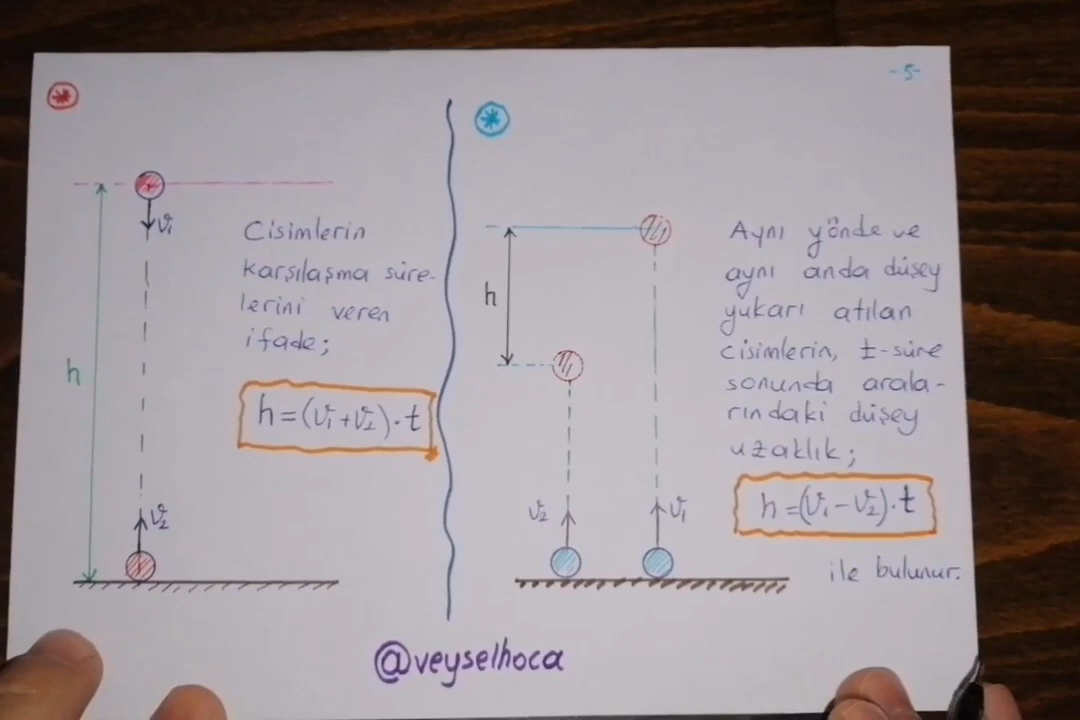 -5-
h
v₁
v₂
Cisimlerin
karşılaşma süre-
lerini veren
ifade;
h=(v₁+v₂)·t
h
v₂
v₁
Aynı yönde ve
aynı anda düşey
yukarı atılan
cisimlerin, t-süre
sonunda arala-
rındaki düşey
uzaklık;
h=(v₁-v₂)·t
ile bulunur.
@veyselhoca